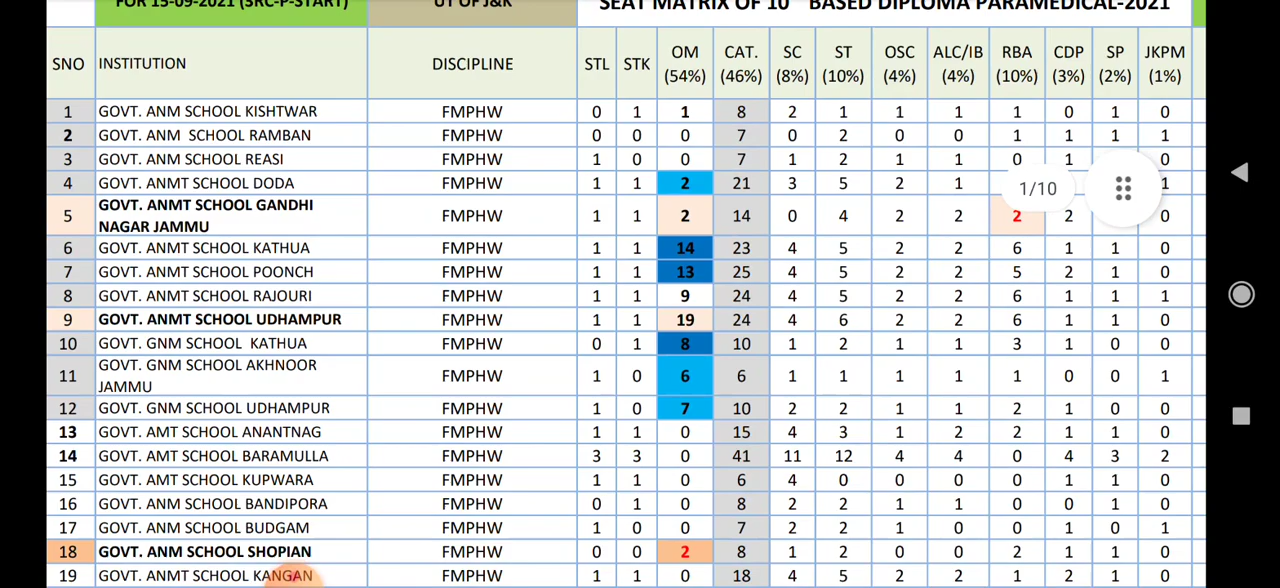 FOR 15-09-2021 (SRC-P-START) UT OF J&K SEAT MATRIX OF 10 BASED DIPLOMA PARAMEDICAL-2021
SNO INSTITUTION DISCIPLINE STL STK OM (54%) CAT. (46%) SC (8%) ST (10%) OSC (4%) ALC/IB (4%) RBA (10%) CDP (3%) SP (2%) JKPM (1%)
1 GOVT. ANM SCHOOL KISHTWAR FMPHW 0 1 1 8 2 1 1 1 1 0 1 0
2 GOVT. ANM SCHOOL RAMBAN FMPHW 0 0 0 7 0 2 0 0 1 1 1 1
3 GOVT. ANM SCHOOL REASI FMPHW 1 0 0 7 1 2 1 1 0 1 0
4 GOVT. ANMT SCHOOL DODA FMPHW 1 1 2 21 3 5 2 1 1
1/10
5 GOVT. ANMT SCHOOL GANDHI NAGAR JAMMU FMPHW 1 1 2 14 0 4 2 2 2 2 0
6 GOVT. ANMT SCHOOL KATHUA FMPHW 1 1 14 23 4 5 2 2 6 1 1 0
7 GOVT. ANMT SCHOOL POONCH FMPHW 1 1 13 25 4 5 2 2 5 2 1 0
8 GOVT. ANMT SCHOOL RAJOURI FMPHW 1 1 9 24 4 5 2 2 6 1 1 1
9 GOVT. ANMT SCHOOL UDHAMPUR FMPHW 1 1 19 24 4 6 2 2 6 1 1 0
10 GOVT. GNM SCHOOL KATHUA FMPHW 0 1 8 10 1 2 1 1 3 1 0 0
11 GOVT. GNM SCHOOL AKHNOOR JAMMU FMPHW 1 0 6 6 1 1 1 1 1 0 0 1
12 GOVT. GNM SCHOOL UDHAMPUR FMPHW 1 0 7 10 2 2 1 1 2 1 0 0
13 GOVT. AMT SCHOOL ANANTNAG FMPHW 1 1 0 15 4 3 1 2 2 1 1 0
14 GOVT. AMT SCHOOL BARAMULLA FMPHW 3 3 0 41 11 12 4 4 0 4 3 2
15 GOVT. AMT SCHOOL KUPWARA FMPHW 1 1 0 6 4 0 0 0 0 1 1 0
16 GOVT. ANM SCHOOL BANDIPORA FMPHW 0 1 0 8 2 2 1 1 0 0 1 0
17 GOVT. ANM SCHOOL BUDGAM FMPHW 1 0 0 7 2 2 1 0 0 1 0 1
18 GOVT. ANM SCHOOL SHOPIAN FMPHW 0 0 2 8 1 2 0 0 2 1 1 0
19 GOVT. ANMT SCHOOL KANGAN FMPHW 1 1 0 18 4 5 2 2 1 2 1 0